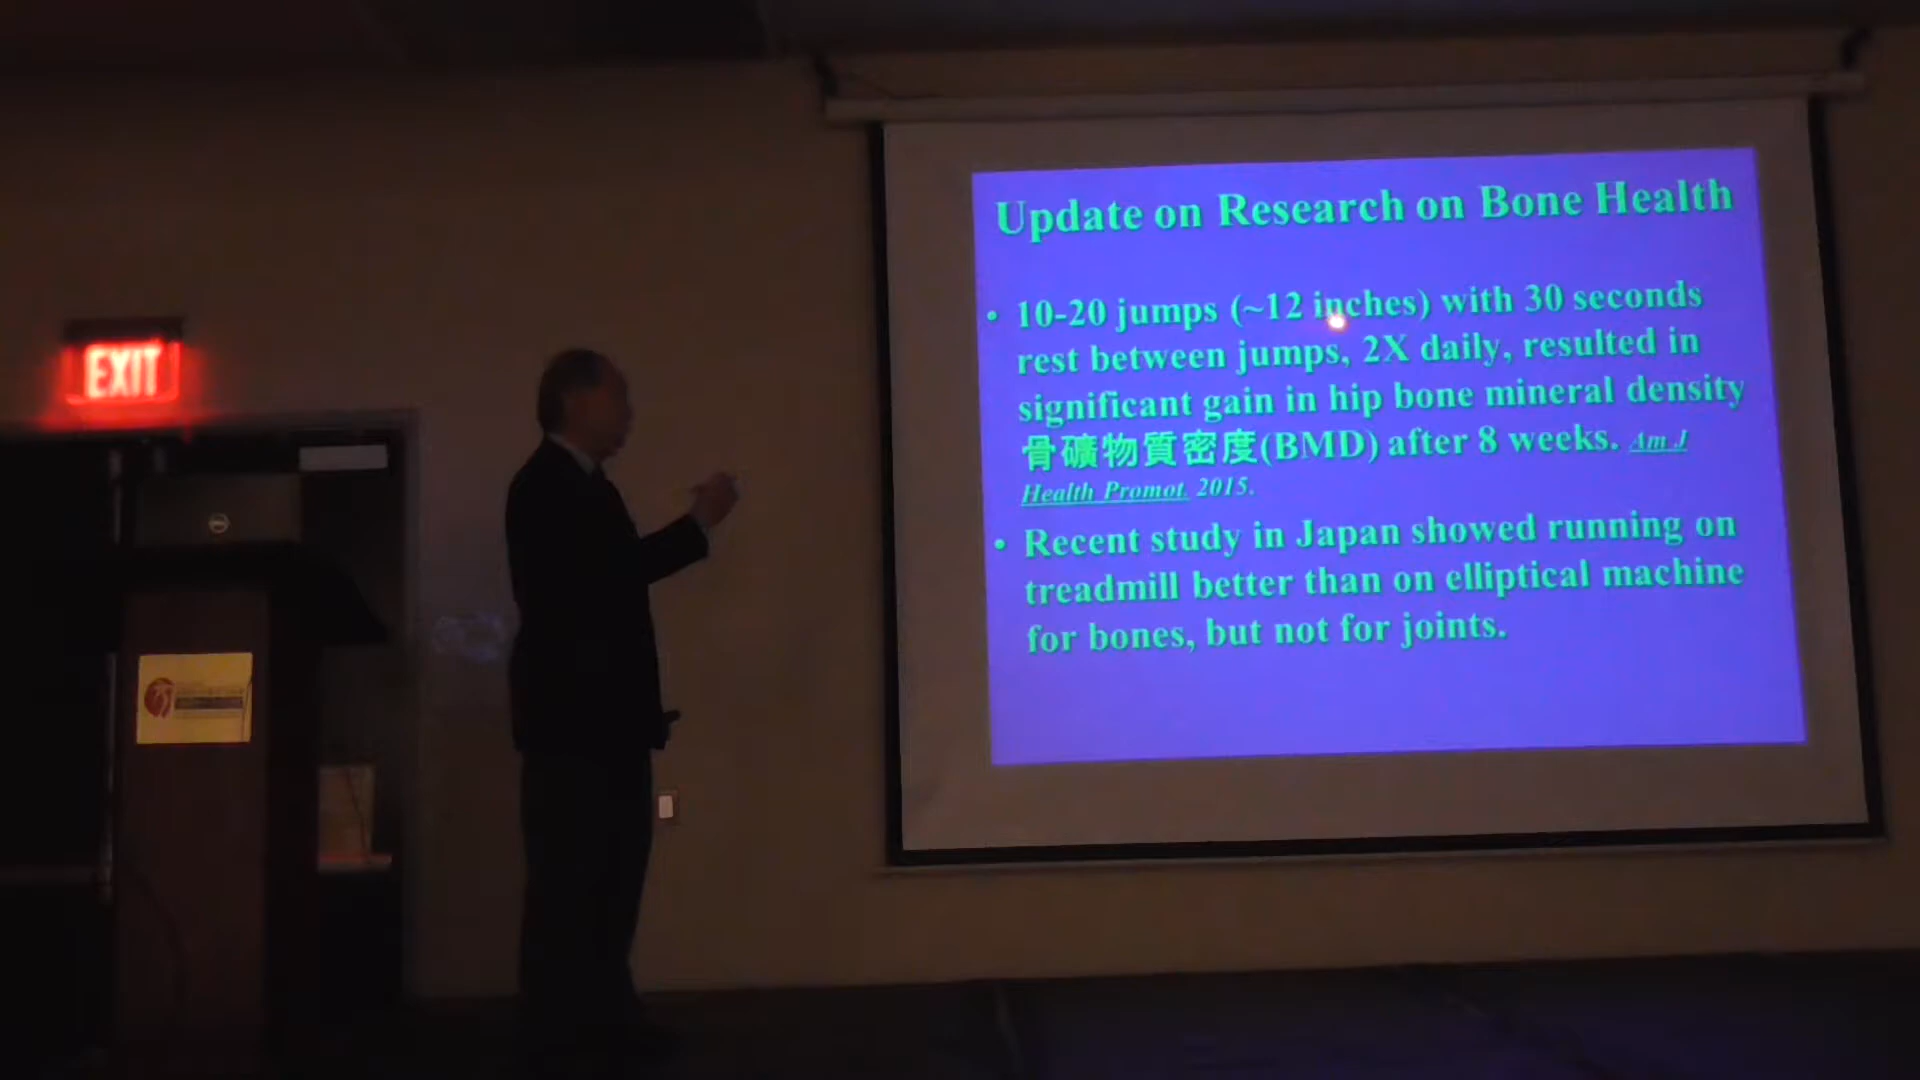 EXIT
Update on Research on Bone Health
• 10-20 jumps (~12 inches) with 30 seconds
rest between jumps, 2X daily, resulted in
significant gain in hip bone mineral density
骨礦物質密度(BMD) after 8 weeks. Am J
Health Promot. 2015.
• Recent study in Japan showed running on
treadmill better than on elliptical machine
for bones, but not for joints.